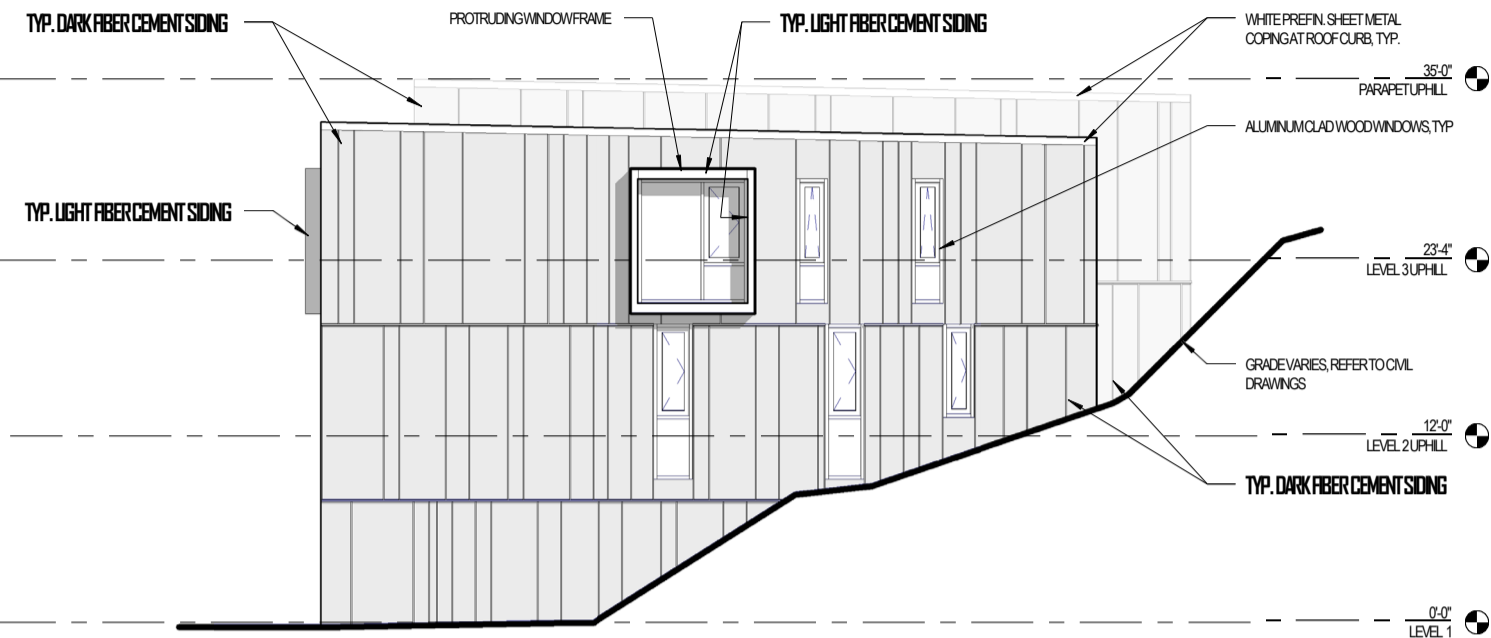 TYP. DARK FIBER CEMENT SIDING
PROTRUDING WINDOW FRAME
TYP. LIGHT FIBER CEMENT SIDING
WHITE PREFIN. SHEET METAL
COPING AT ROOF CURB, TYP.
35'-0"
PARAPET UPHILL
ALUMINUM CLAD WOOD WINDOWS, TYP
TYP. LIGHT FIBER CEMENT SIDING
23'-4"
LEVEL 3 UPHILL
GRADE VARIES, REFER TO CIVIL
DRAWINGS
12'-0"
LEVEL 2 UPHILL
TYP. DARK FIBER CEMENT SIDING
0'-0"
LEVEL 1